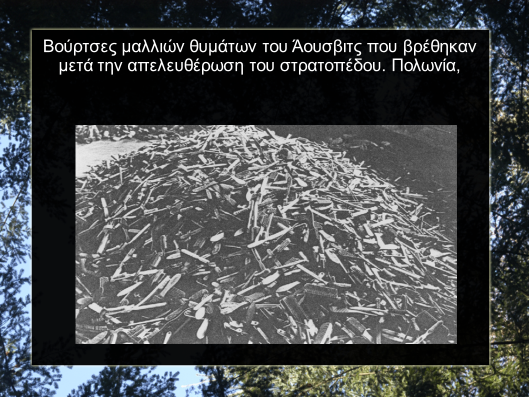 Βούρτσες μαλλιών θυμάτων του Άουσβιτς που βρέθηκαν
μετά την απελευθέρωση του στρατοπέδου. Πολωνία,